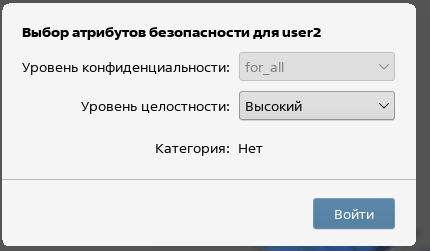 Выбор атрибутов безопасности для user2
Уровень конфиденциальности: for_all
Уровень целостности: Высокий
Категория: Нет
Войти